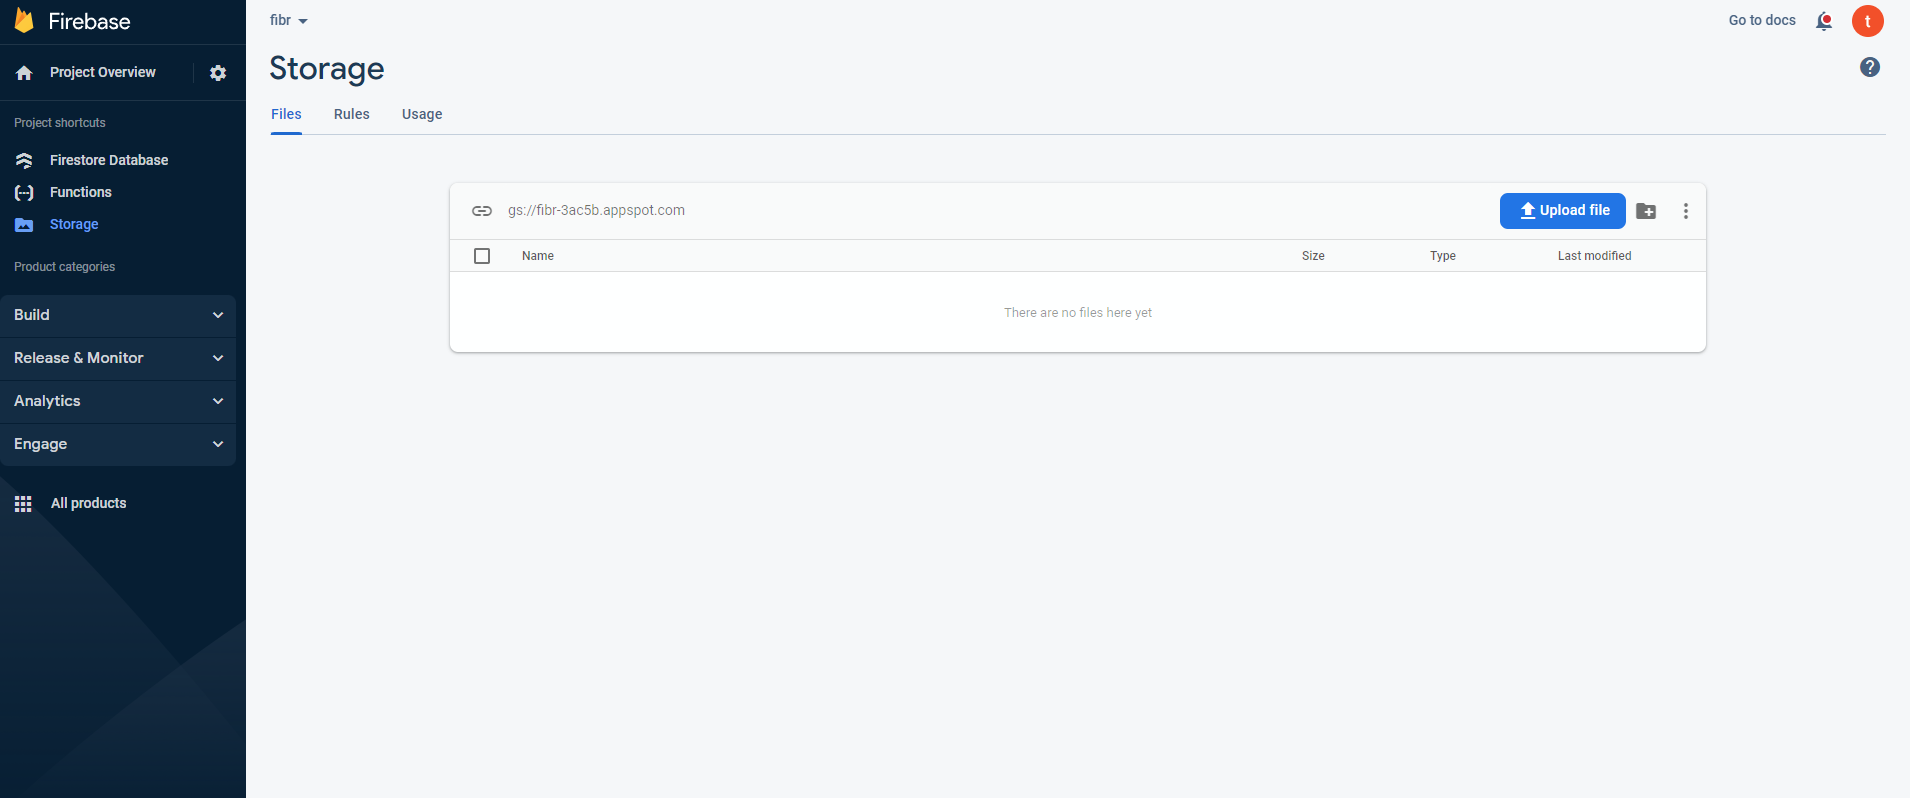 Firebase
Project Overview
Project shortcuts
Firestore Database
Functions
Storage
Product categories
Build
Release & Monitor
Analytics
Engage
All products
fibr
Go to docs
t
Storage
?
Files Rules Usage
gs://fibr-3ac5b.appspot.com
Upload file
Name Size Type Last modified
There are no files here yet